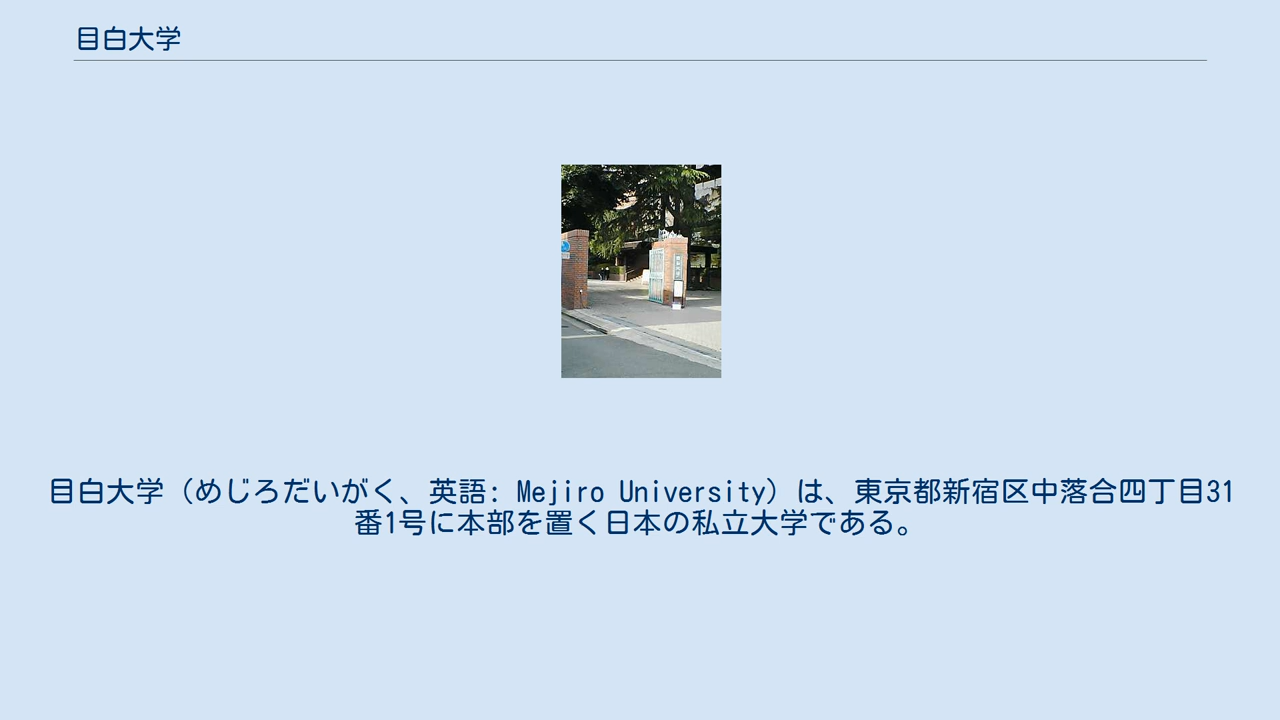 目白大学
目白大学（めじろだいがく、英語: Mejiro University）は、東京都新宿区中落合四丁目31
番1号に本部を置く日本の私立大学である。